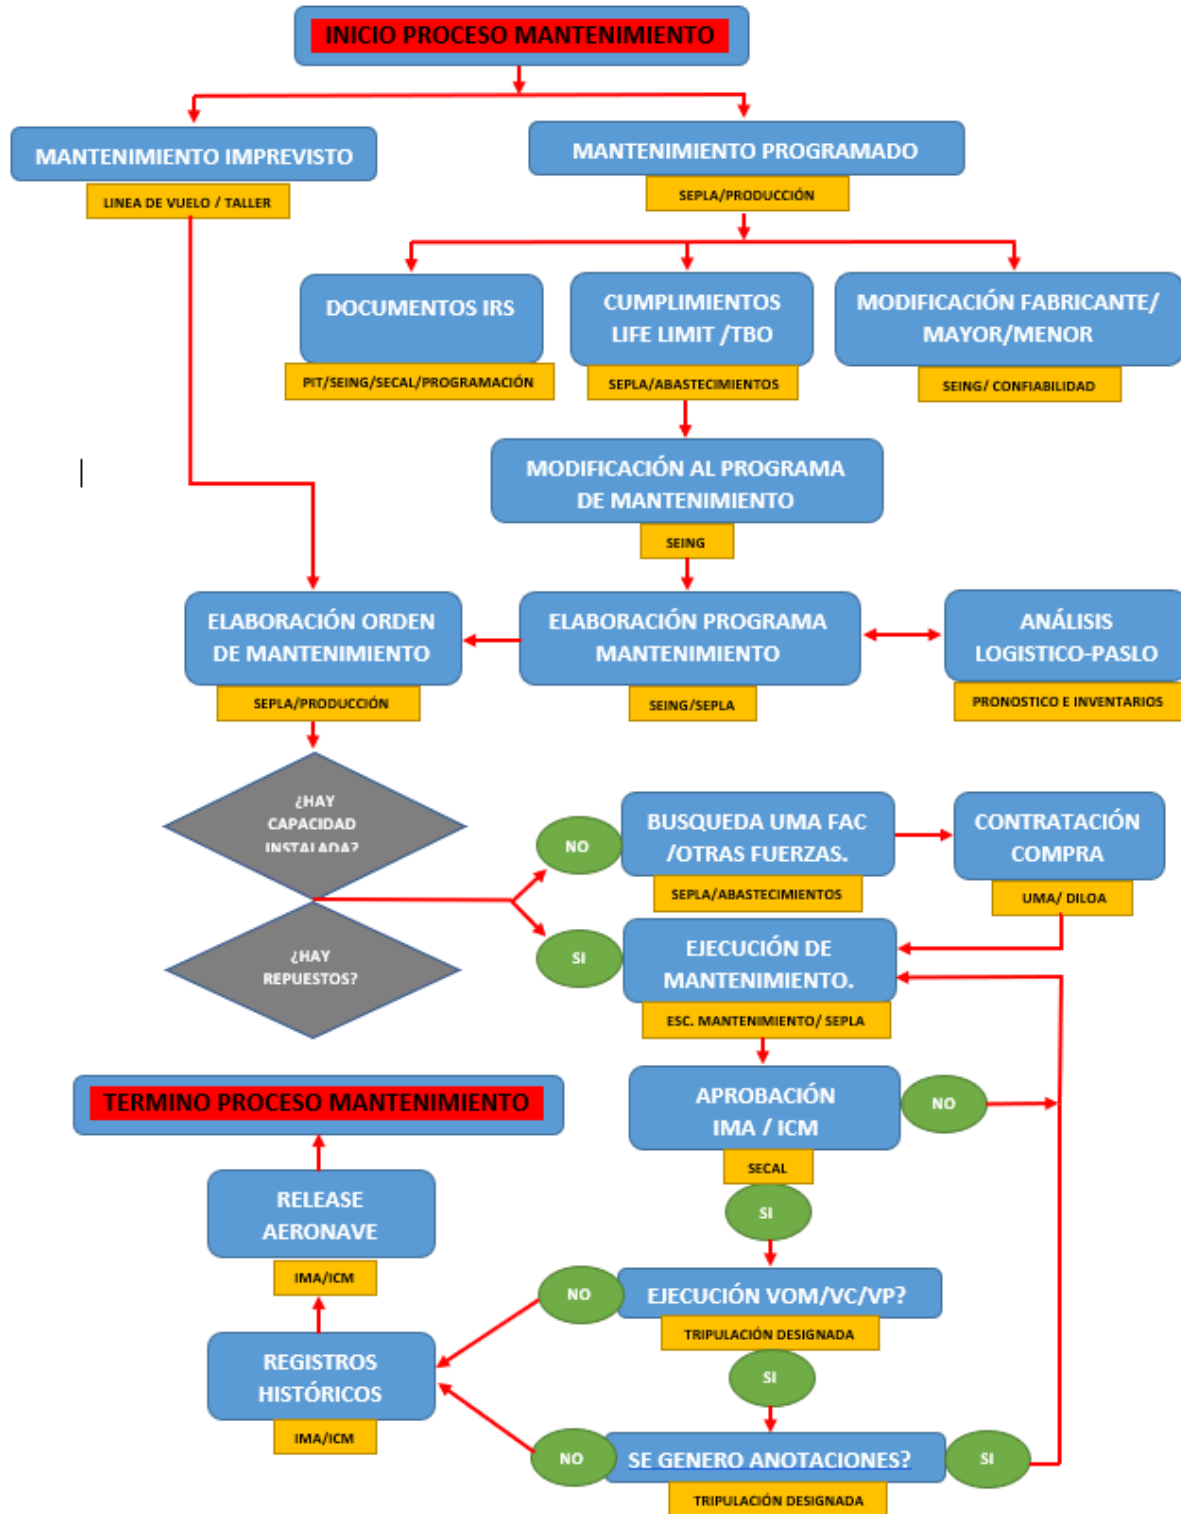 INICIO PROCESO MANTENIMIENTO
MANTENIMIENTO IMPREVISTO
LINEA DE VUELO / TALLER
MANTENIMIENTO PROGRAMADO
SEPLA/PRODUCCIÓN
DOCUMENTOS IRS
PIT/SEING/SECAL/PROGRAMACIÓN
CUMPLIMIENTOS
LIFE LIMIT /TBO
SEPLA/ABASTECIMIENTOS
MODIFICACIÓN FABRICANTE/
MAYOR/MENOR
SEING/ CONFIABILIDAD
MODIFICACIÓN AL PROGRAMA
DE MANTENIMIENTO
SEING
ELABORACIÓN ORDEN
DE MANTENIMIENTO
SEPLA/PRODUCCIÓN
ELABORACIÓN PROGRAMA
MANTENIMIENTO
SEING/SEPLA
ANÁLISIS
LOGISTICO-PASLO
PRONOSTICO E INVENTARIOS
¿HAY
CAPACIDAD
INSTALADA?
¿HAY
REPUESTOS?
NO
BUSQUEDA UMA FAC
/OTRAS FUERZAS.
SEPLA/ABASTECIMIENTOS
CONTRATACIÓN
COMPRA
UMA/ DILOA
SI
EJECUCIÓN DE
MANTENIMIENTO.
ESC. MANTENIMIENTO/ SEPLA
APROBACIÓN
IMA / ICM
SECAL
NO
SI
EJECUCIÓN VOM/VC/VP?
TRIPULACIÓN DESIGNADA
NO
SI
SE GENERO ANOTACIONES?
TRIPULACIÓN DESIGNADA
NO
SI
REGISTROS
HISTÓRICOS
IMA/ICM
RELEASE
AERONAVE
IMA/ICM
TERMINO PROCESO MANTENIMIENTO